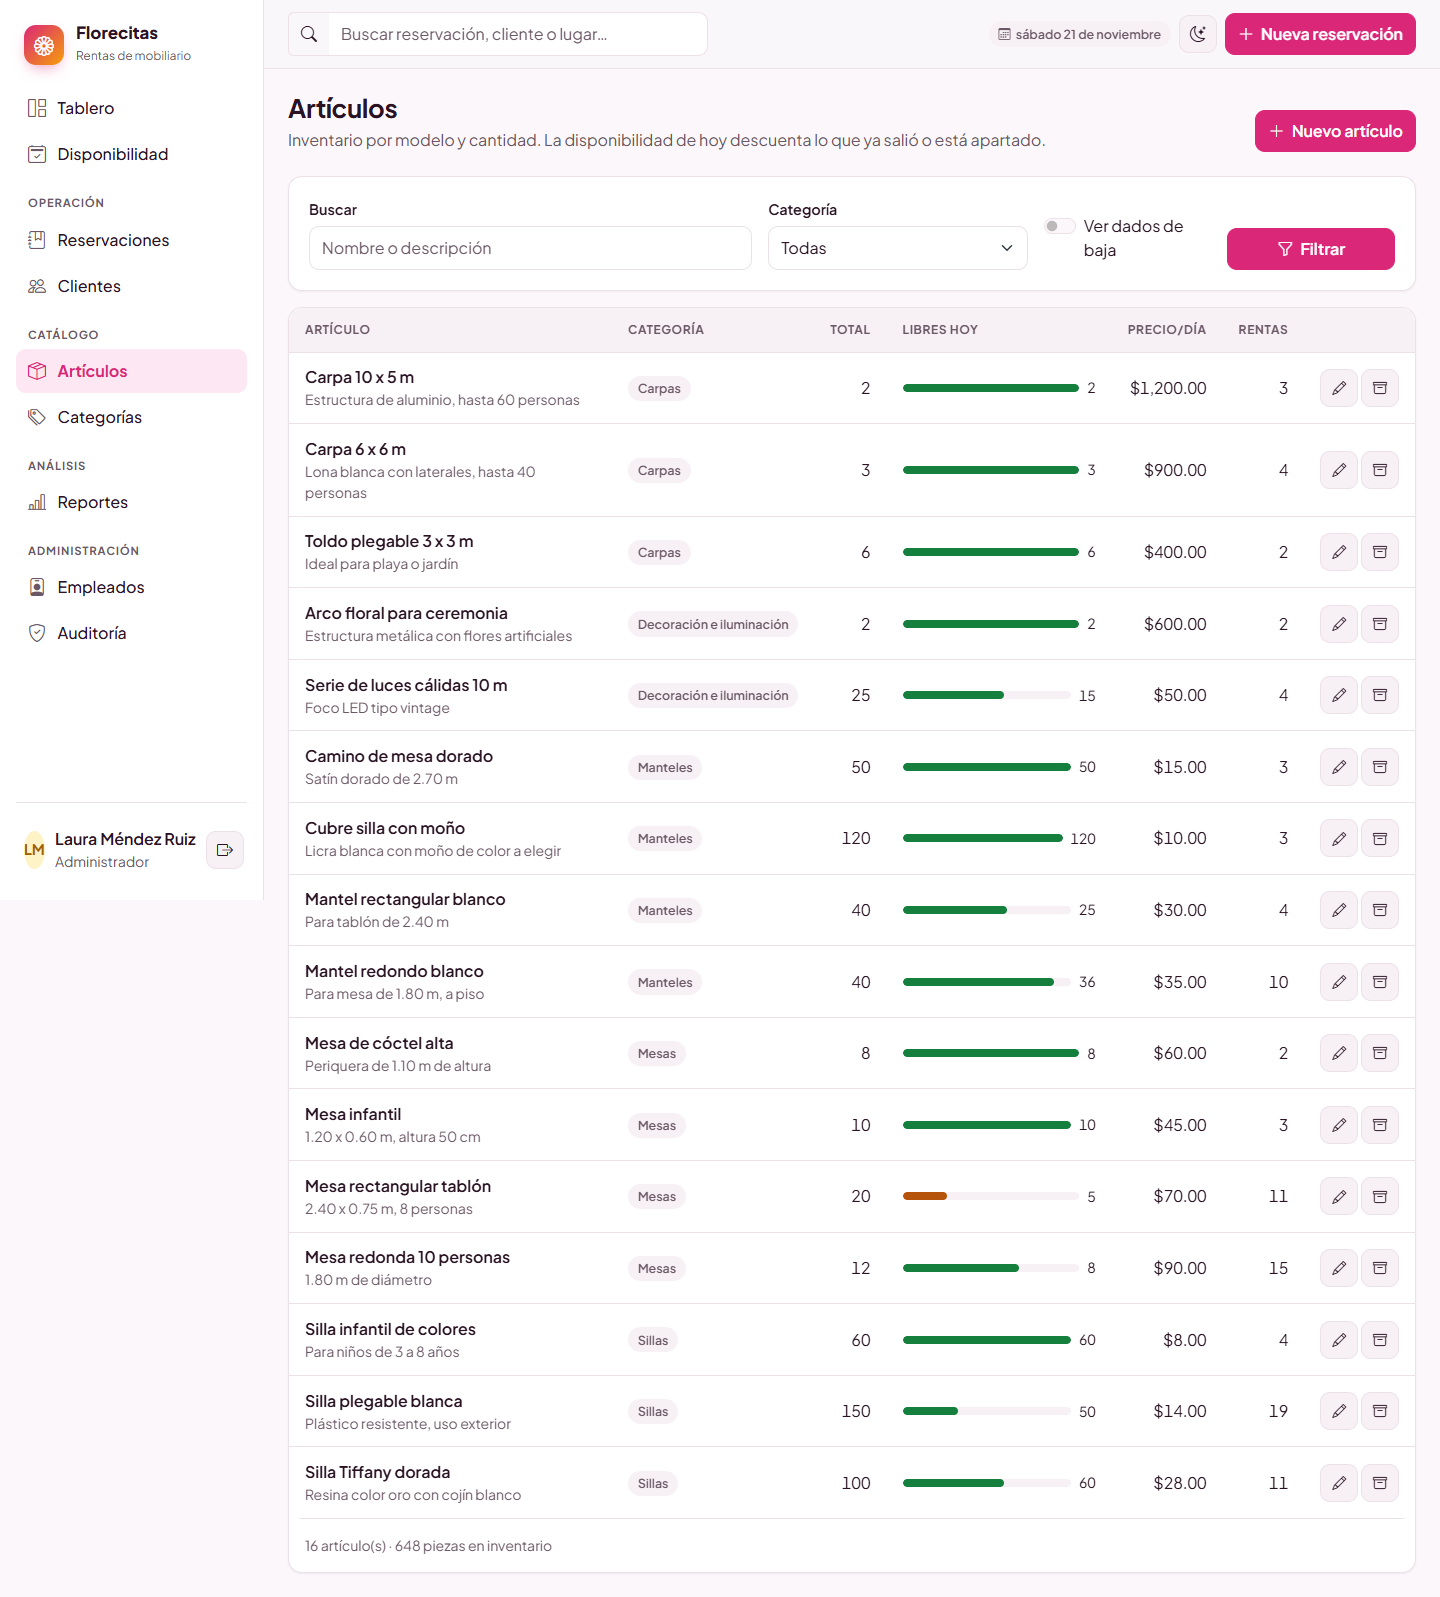 Florecitas
Rentas de mobiliario
Tablero
Disponibilidad
OPERACIÓN
Reservaciones
Clientes
CATÁLOGO
Artículos
Categorías
ANÁLISIS
Reportes
ADMINISTRACIÓN
Empleados
Auditoría
LM
Laura Méndez Ruiz
Administrador
Buscar reservación, cliente o lugar...
sábado 21 de noviembre
Nueva reservación
Artículos
Inventario por modelo y cantidad. La disponibilidad de hoy descuenta lo que ya salió o está apartado.
Nuevo artículo
Buscar
Nombre o descripción
Categoría
Todas
Ver dados de
baja
Filtrar
ARTÍCULO CATEGORÍA TOTAL LIBRES HOY PRECIO/DÍA RENTAS
Carpa 10 x 5 m
Estructura de aluminio, hasta 60 personas
Carpas 2 2 $1,200.00 3
Carpa 6 x 6 m
Lona blanca con laterales, hasta 40
personas
Carpas 3 3 $900.00 4
Toldo plegable 3 x 3 m
Ideal para playa o jardín
Carpas 6 6 $400.00 2
Arco floral para ceremonia
Estructura metálica con flores artificiales
Decoración e iluminación 2 2 $600.00 2
Serie de luces cálidas 10 m
Foco LED tipo vintage
Decoración e iluminación 25 15 $50.00 4
Camino de mesa dorado
Satín dorado de 2.70 m
Manteles 50 50 $15.00 3
Cubre silla con moño
Licra blanca con moño de color a elegir
Manteles 120 120 $10.00 3
Mantel rectangular blanco
Para tablón de 2.40 m
Manteles 40 25 $30.00 4
Mantel redondo blanco
Para mesa de 1.80 m, a piso
Manteles 40 36 $35.00 10
Mesa de cóctel alta
Periquera de 1.10 m de altura
Mesas 8 8 $60.00 2
Mesa infantil
1.20 x 0.60 m, altura 50 cm
Mesas 10 10 $45.00 3
Mesa rectangular tablón
2.40 x 0.75 m, 8 personas
Mesas 20 5 $70.00 11
Mesa redonda 10 personas
1.80 m de diámetro
Mesas 12 8 $90.00 15
Silla infantil de colores
Para niños de 3 a 8 años
Sillas 60 60 $8.00 4
Silla plegable blanca
Plástico resistente, uso exterior
Sillas 150 50 $14.00 19
Silla Tiffany dorada
Resina color oro con cojín blanco
Sillas 100 60 $28.00 11
16 artículo(s) · 648 piezas en inventario